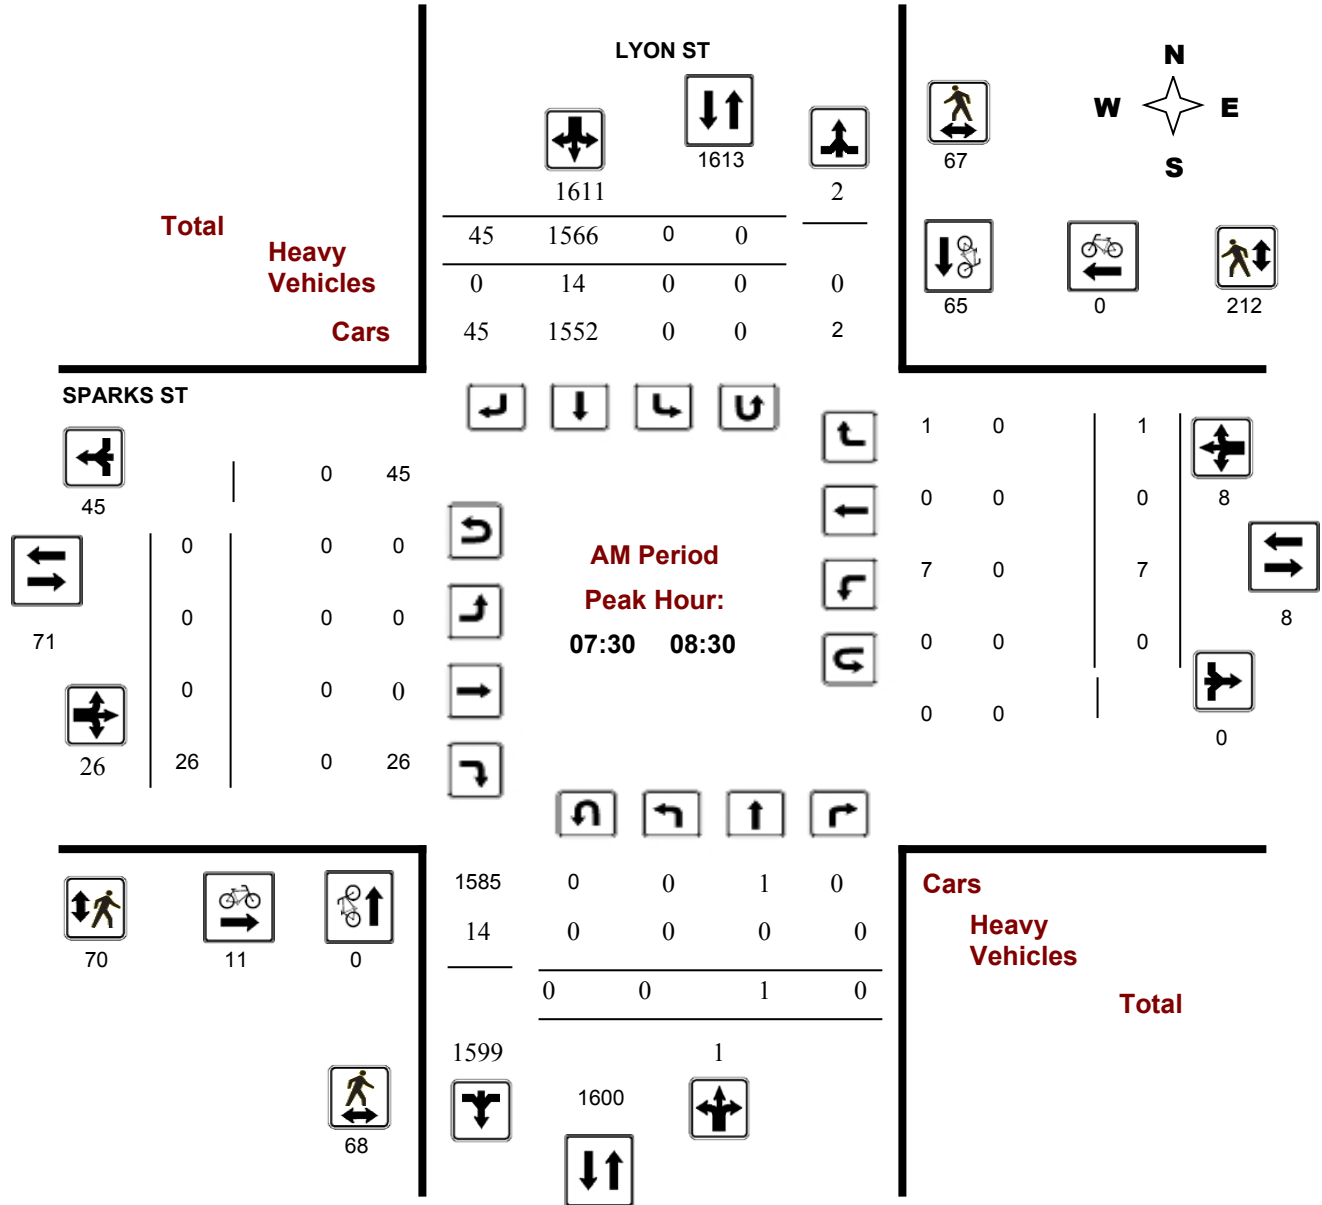 LYON ST
N
W E
S
1613
67
1611 2
Total
45 1566 0 0
Heavy
Vehicles
0 14 0 0 0
65 0 212
Cars
45 1552 0 0 2
SPARKS ST
1 0 1
0 45
45
0 0 0 8
0 0 0
AM Period
7 0 7
Peak Hour:
0 0 0
71
07:30 08:30
0 0 0
8
0 0 0
0 0
0
26
26 0 26
1585 0 0 1 0
Cars
14 0 0 0 0
Heavy
Vehicles
70 11 0
0 0 1 0
Total
1599 1
1600
68